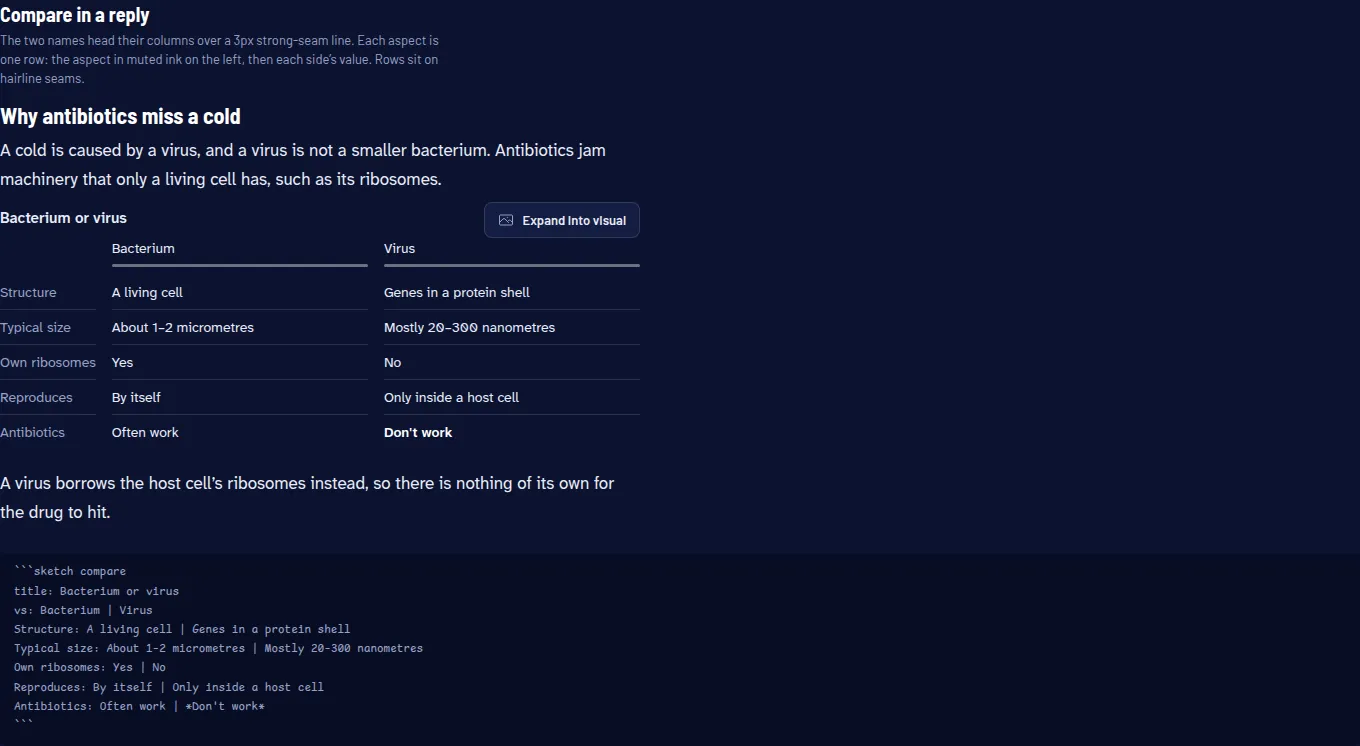 Compare in a reply
The two names head their columns over a 3px strong-seam line. Each aspect is
one row: the aspect in muted ink on the left, then each side's value. Rows sit on
hairline seams.
Why antibiotics miss a cold
A cold is caused by a virus, and a virus is not a smaller bacterium. Antibiotics jam
machinery that only a living cell has, such as its ribosomes.
Bacterium or virus
Expand into visual
Bacterium Virus
Structure A living cell Genes in a protein shell
Typical size About 1–2 micrometres Mostly 20–300 nanometres
Own ribosomes Yes No
Reproduces By itself Only inside a host cell
Antibiotics Often work Don't work
A virus borrows the host cell's ribosomes instead, so there is nothing of its own for
the drug to hit.
```sketch compare
title: Bacterium or virus
vs: Bacterium | Virus
Structure: A living cell | Genes in a protein shell
Typical size: About 1-2 micrometres | Mostly 20-300 nanometres
Own ribosomes: Yes | No
Reproduces: By itself | Only inside a host cell
Antibiotics: Often work | *Don't work*
```